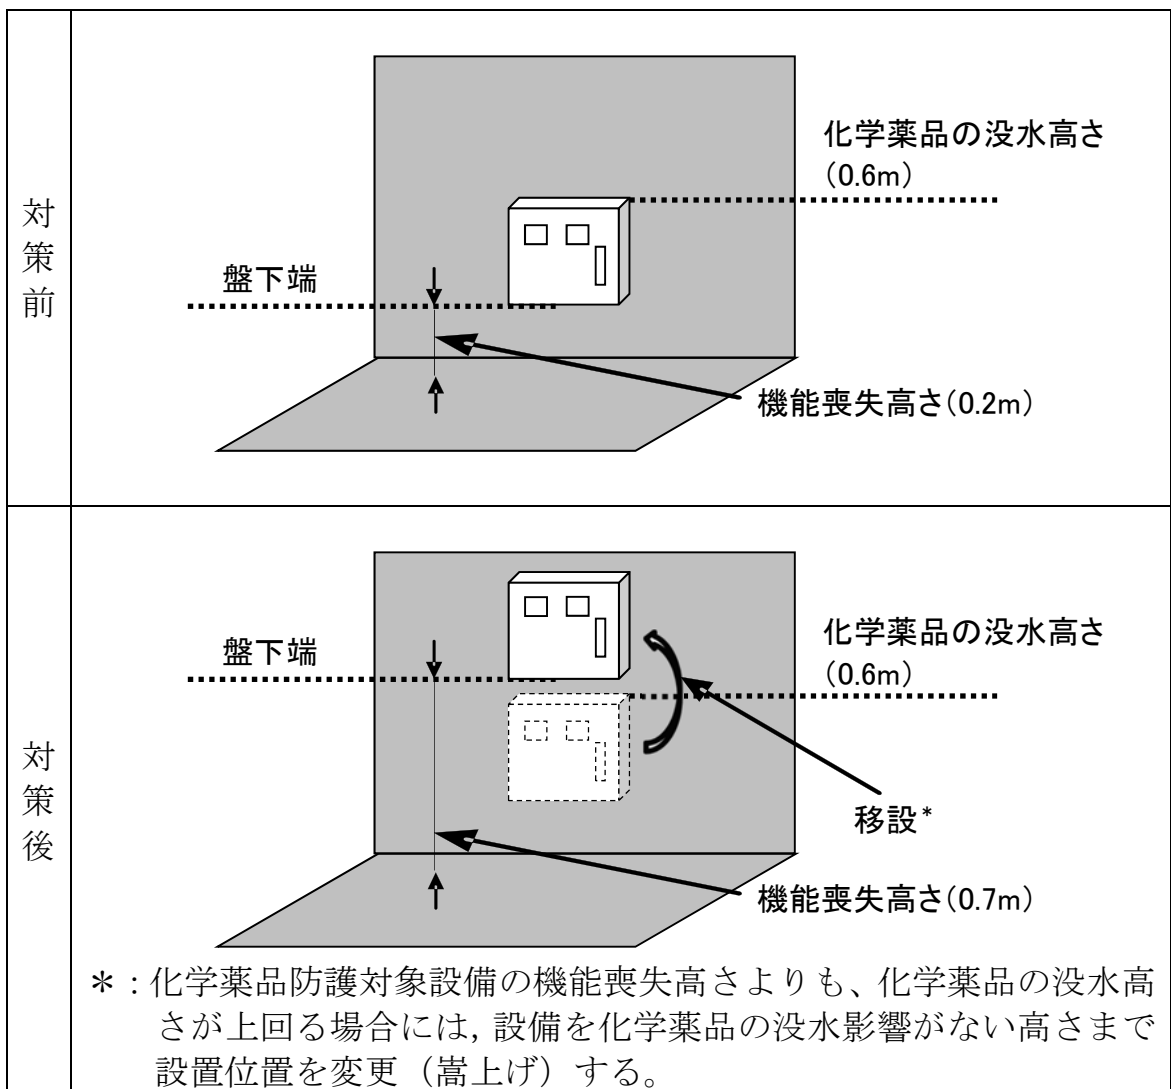 対策前
化学薬品の没水高さ
（0.6m）
盤下端
機能喪失高さ（0.2m）
対策後
化学薬品の没水高さ
（0.6m）
盤下端
移設*
機能喪失高さ（0.7m）
＊：化学薬品防護対象設備の機能喪失高さよりも、化学薬品の没水高
さが上回る場合には，設備を化学薬品の没水影響がない高さまで
設置位置を変更（嵩上げ）する。